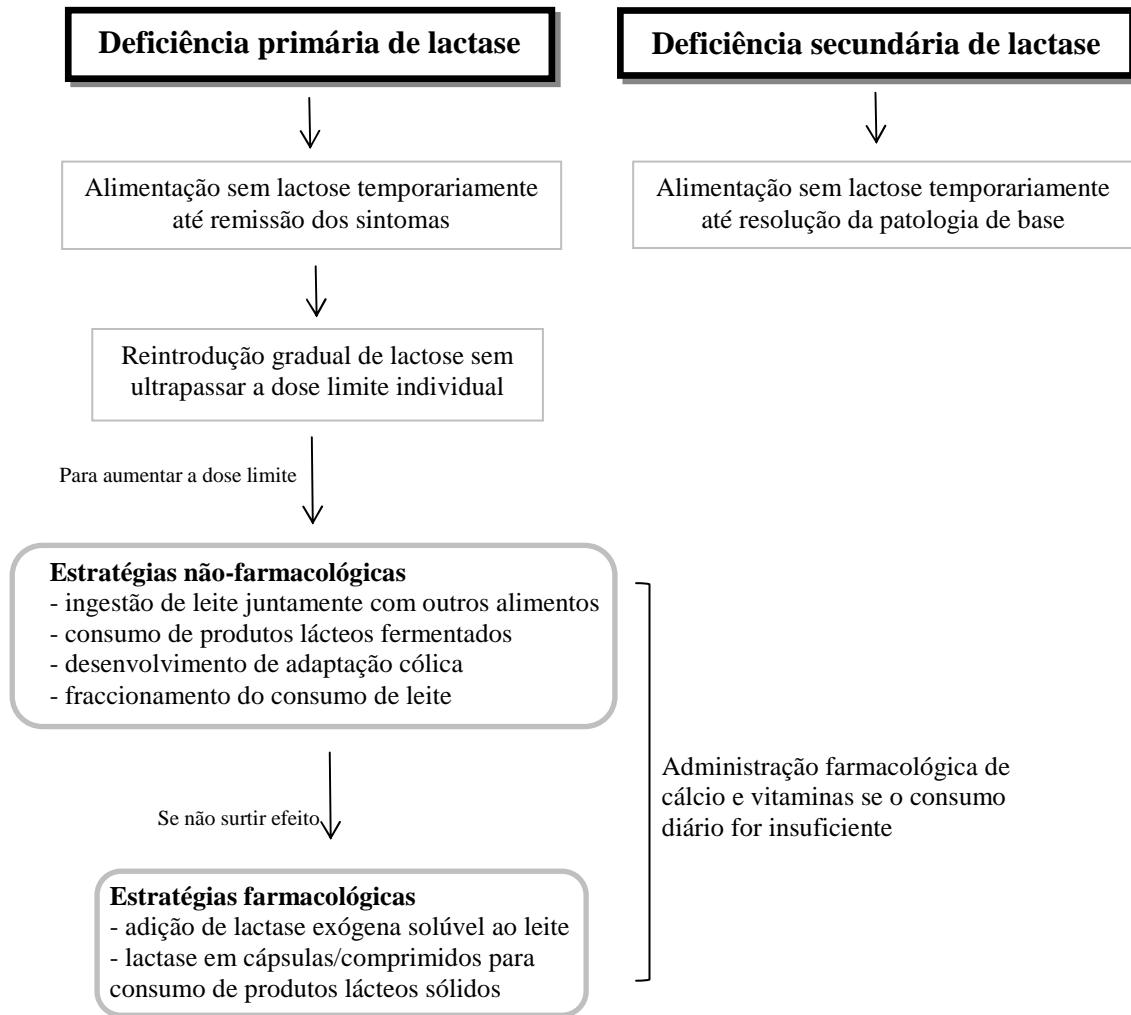 Deficiência primária de lactase
Deficiência secundária de lactase
Alimentação sem lactose temporariamente
até remissão dos sintomas
Alimentação sem lactose temporariamente
até resolução da patologia de base
Reintrodução gradual de lactose sem
ultrapassar a dose limite individual
Para aumentar a dose limite
Estratégias não-farmacológicas
- ingestão de leite juntamente com outros alimentos
- consumo de produtos lácteos fermentados
- desenvolvimento de adaptação cólica
- fraccionamento do consumo de leite
Administração farmacológica de
cálcio e vitaminas se o consumo
diário for insuficiente
Se não surtir efeito
Estratégias farmacológicas
- adição de lactase exógena solúvel ao leite
- lactase em cápsulas/comprimidos para
consumo de produtos lácteos sólidos